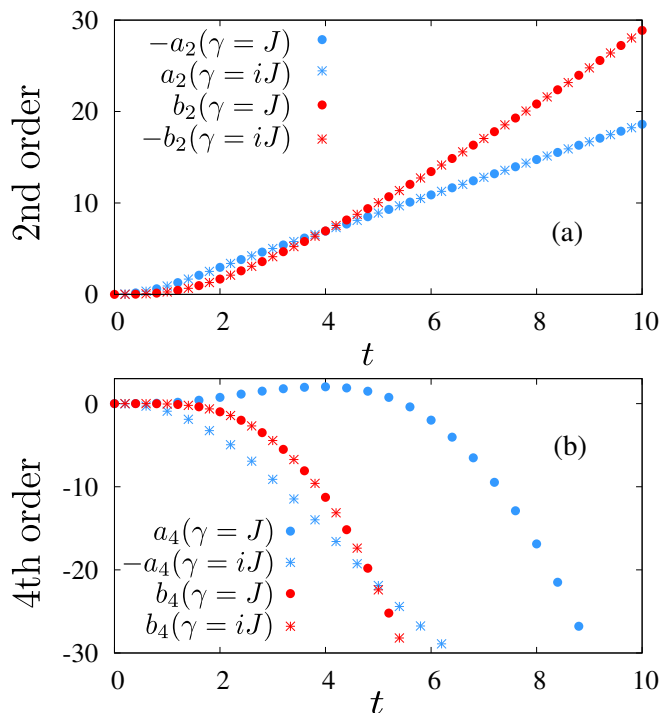 30
20
10
0
2nd order
−a₂(γ = J)
a₂(γ = iJ)
b₂(γ = J)
−b₂(γ = iJ)
(a)
0 2 4 6 8 10
t
0
-10
-20
-30
4th order
(b)
a₄(γ = J)
−a₄(γ = iJ)
b₄(γ = J)
b₄(γ = iJ)
0 2 4 6 8 10
t